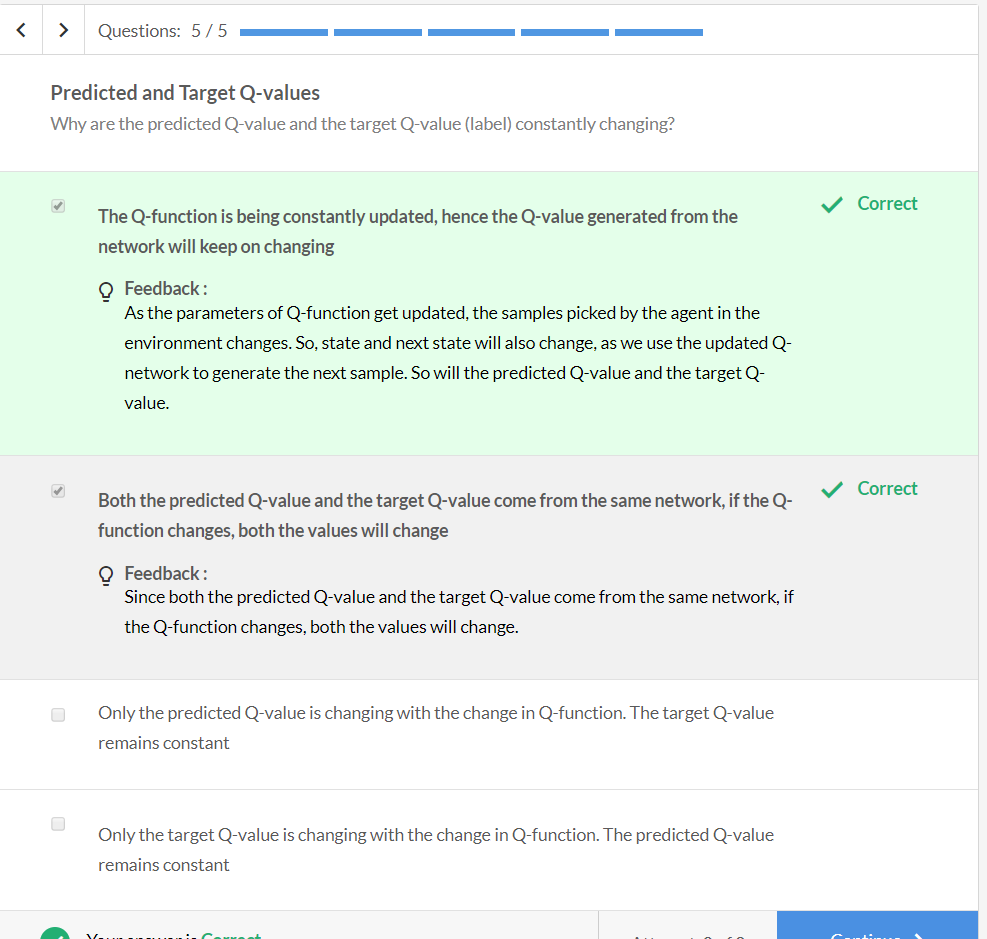 Questions: 5 / 5
Predicted and Target Q-values
Why are the predicted Q-value and the target Q-value (label) constantly changing?
The Q-function is being constantly updated, hence the Q-value generated from the
network will keep on changing
Correct
Feedback :
As the parameters of Q-function get updated, the samples picked by the agent in the
environment changes. So, state and next state will also change, as we use the updated Q-
network to generate the next sample. So will the predicted Q-value and the target Q-
value.
Both the predicted Q-value and the target Q-value come from the same network, if the Q-
function changes, both the values will change
Correct
Feedback :
Since both the predicted Q-value and the target Q-value come from the same network, if
the Q-function changes, both the values will change.
Only the predicted Q-value is changing with the change in Q-function. The target Q-value
remains constant
Only the target Q-value is changing with the change in Q-function. The predicted Q-value
remains constant
Your answer is Correct
Continue